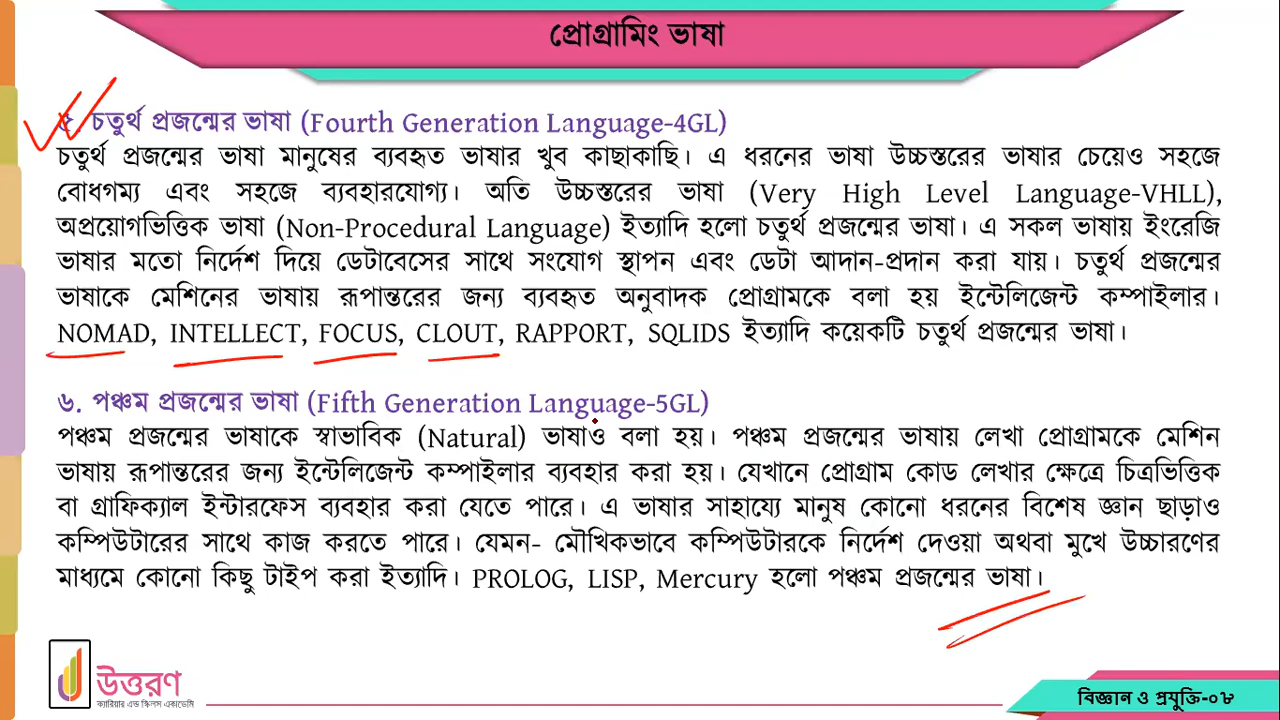 প্রোগ্রামিং ভাষা
৫. চতুর্থ প্রজন্মের ভাষা (Fourth Generation Language-4GL)
চতুর্থ প্রজন্মের ভাষা মানুষের ব্যবহৃত ভাষার খুব কাছাকাছি। এ ধরনের ভাষা উচ্চস্তরের ভাষার চেয়েও সহজে
বোধগম্য এবং সহজে ব্যবহারযোগ্য। অতি উচ্চস্তরের ভাষা (Very High Level Language-VHLL),
অপ্রয়োগভিত্তিক ভাষা (Non-Procedural Language) ইত্যাদি হলো চতুর্থ প্রজন্মের ভাষা। এ সকল ভাষায় ইংরেজি
ভাষার মতো নির্দেশ দিয়ে ডেটাবেসের সাথে সংযোগ স্থাপন এবং ডেটা আদান-প্রদান করা যায়। চতুর্থ প্রজন্মের
ভাষাকে মেশিনের ভাষায় রূপান্তরের জন্য ব্যবহৃত অনুবাদক প্রোগ্রামকে বলা হয় ইন্টেলিজেন্ট কম্পাইলার।
NOMAD, INTELLECT, FOCUS, CLOUT, RAPPORT, SQLIDS ইত্যাদি কয়েকটি চতুর্থ প্রজন্মের ভাষা।
৬. পঞ্চম প্রজন্মের ভাষা (Fifth Generation Language-5GL)
পঞ্চম প্রজন্মের ভাষাকে স্বাভাবিক (Natural) ভাষাও বলা হয়। পঞ্চম প্রজন্মের ভাষায় লেখা প্রোগ্রামকে মেশিন
ভাষায় রূপান্তরের জন্য ইন্টেলিজেন্ট কম্পাইলার ব্যবহার করা হয়। যেখানে প্রোগ্রাম কোড লেখার ক্ষেত্রে চিত্রভিত্তিক
বা গ্রাফিক্যাল ইন্টারফেস ব্যবহার করা যেতে পারে। এ ভাষার সাহায্যে মানুষ কোনো ধরনের বিশেষ জ্ঞান ছাড়াও
কম্পিউটারের সাথে কাজ করতে পারে। যেমন- মৌখিকভাবে কম্পিউটারকে নির্দেশ দেওয়া অথবা মুখে উচ্চারণের
মাধ্যমে কোনো কিছু টাইপ করা ইত্যাদি। PROLOG, LISP, Mercury হলো পঞ্চম প্রজন্মের ভাষা।
উত্তরণ
ক্যারিয়ার এন্ড স্কিলস একাডেমি
বিজ্ঞান ও প্রযুক্তি-০৮